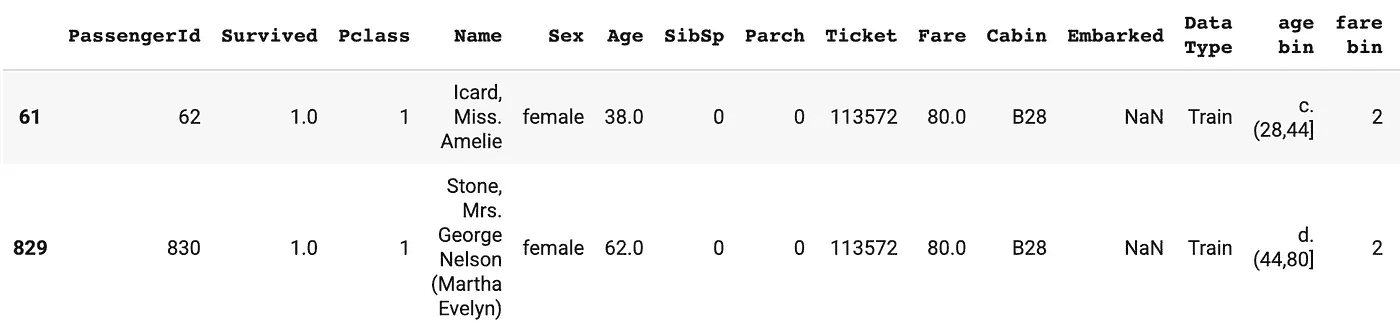 PassengerId Survived Pclass Name Sex Age SibSp Parch Ticket Fare Cabin Embarked Data Type age bin fare bin
61 62 1.0 1 Icard, Miss. Amelie female 38.0 0 0 113572 80.0 B28 NaN Train c. (28,44] 2
829 830 1.0 1 Stone, Mrs. George Nelson (Martha Evelyn) female 62.0 0 0 113572 80.0 B28 NaN Train d. (44,80] 2